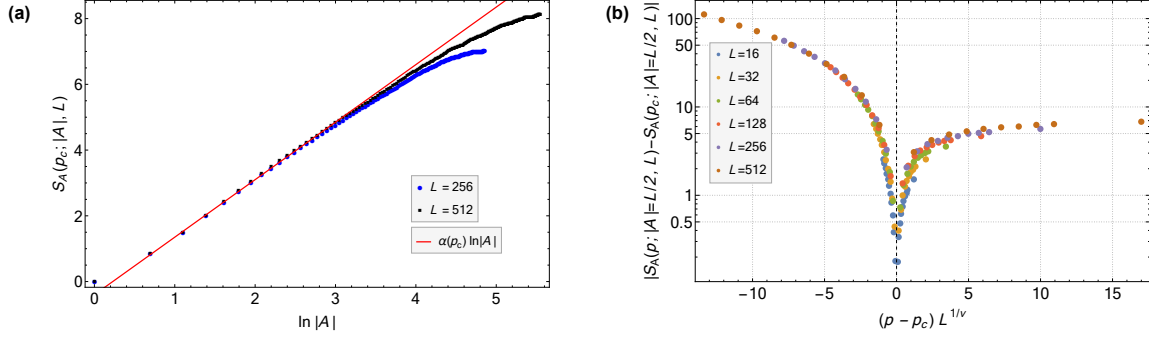 (a)
S_A(p_c; |A|, L)
8
6
4
2
0
0 1 2 3 4 5
ln |A|
L = 256
L = 512
α(p_c) ln|A|
(b)
|S_A(p; |A|=L/2, L)−S_A(p_c; |A|=L/2, L)|
100
50
10
5
1
0.5
−10 −5 0 5 10 15
(p − p_c) L^{1/ν}
L=16
L=32
L=64
L=128
L=256
L=512